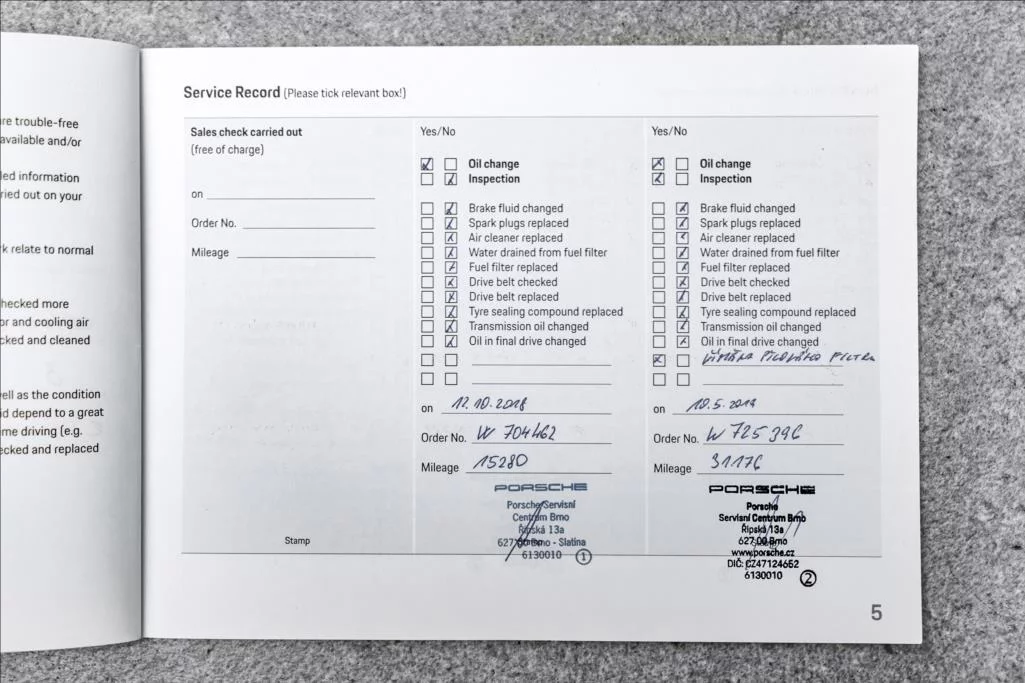 re trouble-free
available and/or
led information
ried out on your
k relate to normal
hecked more
or and cooling air
cked and cleaned
ell as the condition
id depend to a great
me driving (e.g.
ecked and replaced
Service Record (Please tick relevant box!)
Sales check carried out
(free of charge)
on
Order No.
Mileage
Stamp
Yes/No
Oil change
Inspection
Brake fluid changed
Spark plugs replaced
Air cleaner replaced
Water drained from fuel filter
Fuel filter replaced
Drive belt checked
Drive belt replaced
Tyre sealing compound replaced
Transmission oil changed
Oil in final drive changed
on 12.10.2018
Order No. W 704462
Mileage 15280
PORSCHE
Porsche Servisní
Centrum Brno
Řipská 13a
627 00 Brno - Slatina
6130010 1
Yes/No
Oil change
Inspection
Brake fluid changed
Spark plugs replaced
Air cleaner replaced
Water drained from fuel filter
Fuel filter replaced
Drive belt checked
Drive belt replaced
Tyre sealing compound replaced
Transmission oil changed
Oil in final drive changed
VÝMĚNA PYLOVÉHO FILTRA
on
Order No. W 725396
Mileage 31176
PORSCHE
Porsche
Servisní Centrum Brno
Řipská 13a
627 00 Brno
www.porsche.cz
DIČ: CZ47124652
6130010 2
5